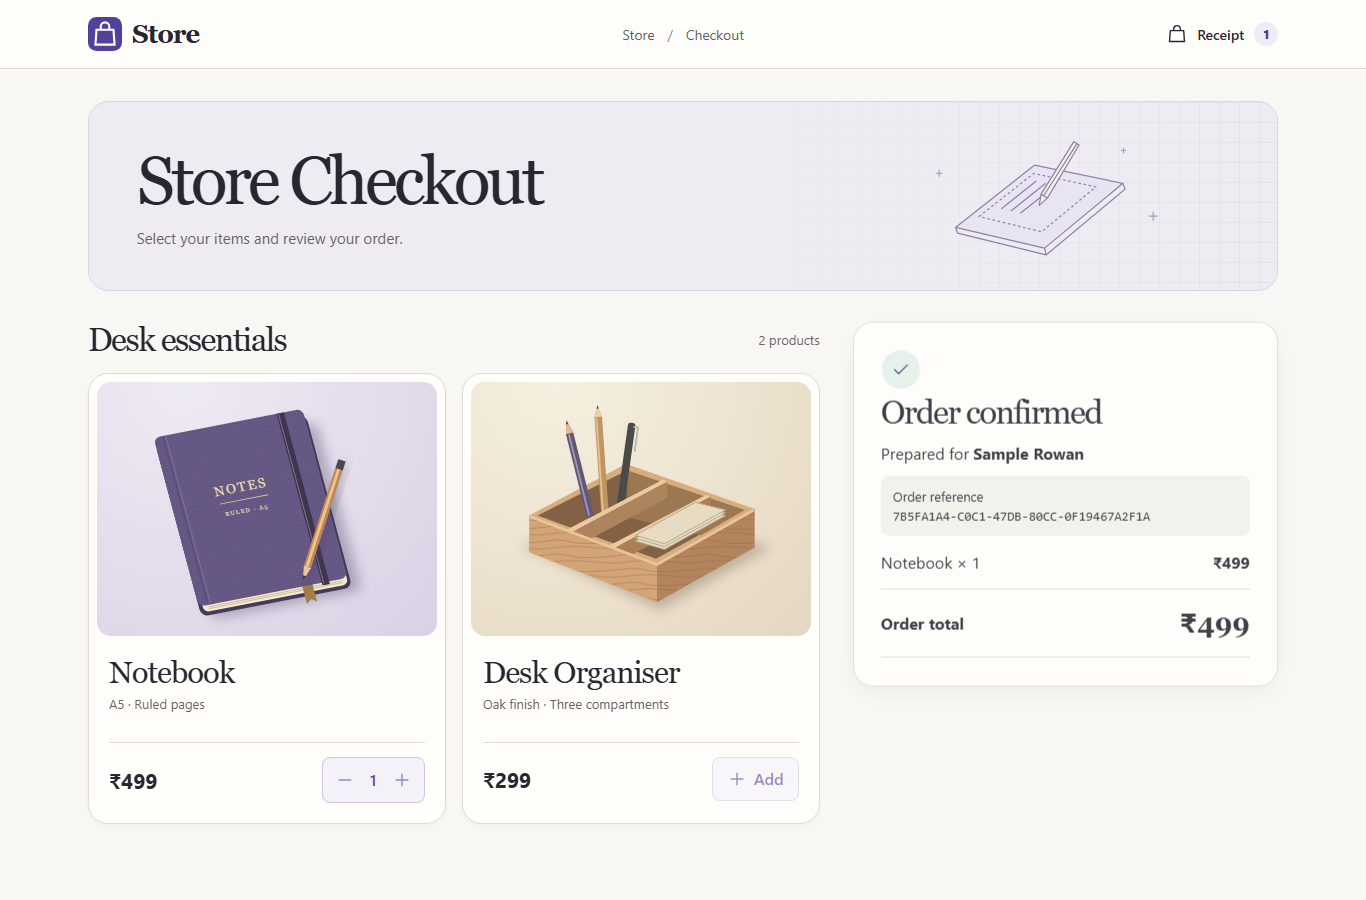 Store
Store / Checkout
Receipt 1
Store Checkout
Select your items and review your order.
Desk essentials
2 products
NOTES
RULED · A5
Notebook
A5 · Ruled pages
₹499
− 1 +
Desk Organiser
Oak finish · Three compartments
₹299
+ Add
Order confirmed
Prepared for Sample Rowan
Order reference
7B5FA1A4-C0C1-47DB-80CC-0F19467A2F1A
Notebook × 1 ₹499
Order total ₹499